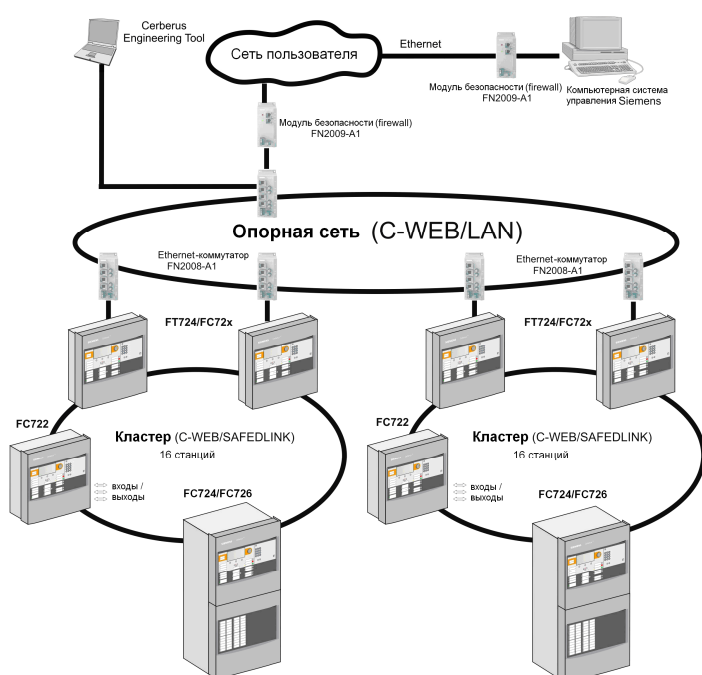 Cerberus
Engineering Tool
Сеть пользователя
Ethernet
Модуль безопасности (firewall)
FN2009-A1
Компьютерная система
управления Siemens
Модуль безопасности (firewall)
FN2009-A1
Опорная сеть (C-WEB/LAN)
Ethernet-коммутатор
FN2008-A1
Ethernet-коммутатор
FN2008-A1
FT724/FC72x
FT724/FC72x
FC722
Кластер (C-WEB/SAFEDLINK)
16 станций
входы /
выходы
FC724/FC726
FC722
Кластер (C-WEB/SAFEDLINK)
16 станций
входы /
выходы
FC724/FC726